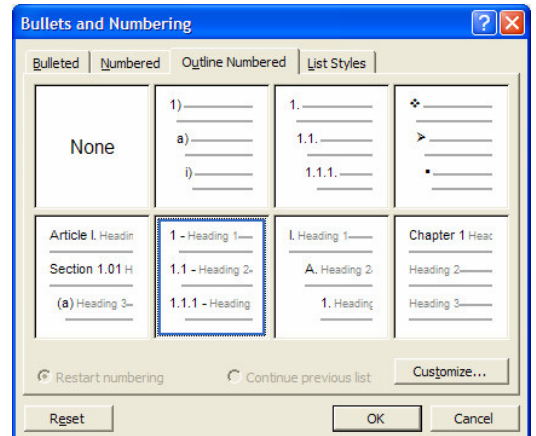 Bullets and Numbering
Bulleted Numbered Outline Numbered List Styles
None
1)
a)
i)
1.
1.1.
1.1.1.
Article I. Headin
Section 1.01 H
(a) Heading 3
1 - Heading 1
1.1 - Heading 2
1.1.1 - Heading
I. Heading 1
A. Heading 2
1. Heading
Chapter 1 Head
Heading 2
Heading 3
Restart numbering Continue previous list Customize...
Reset OK Cancel